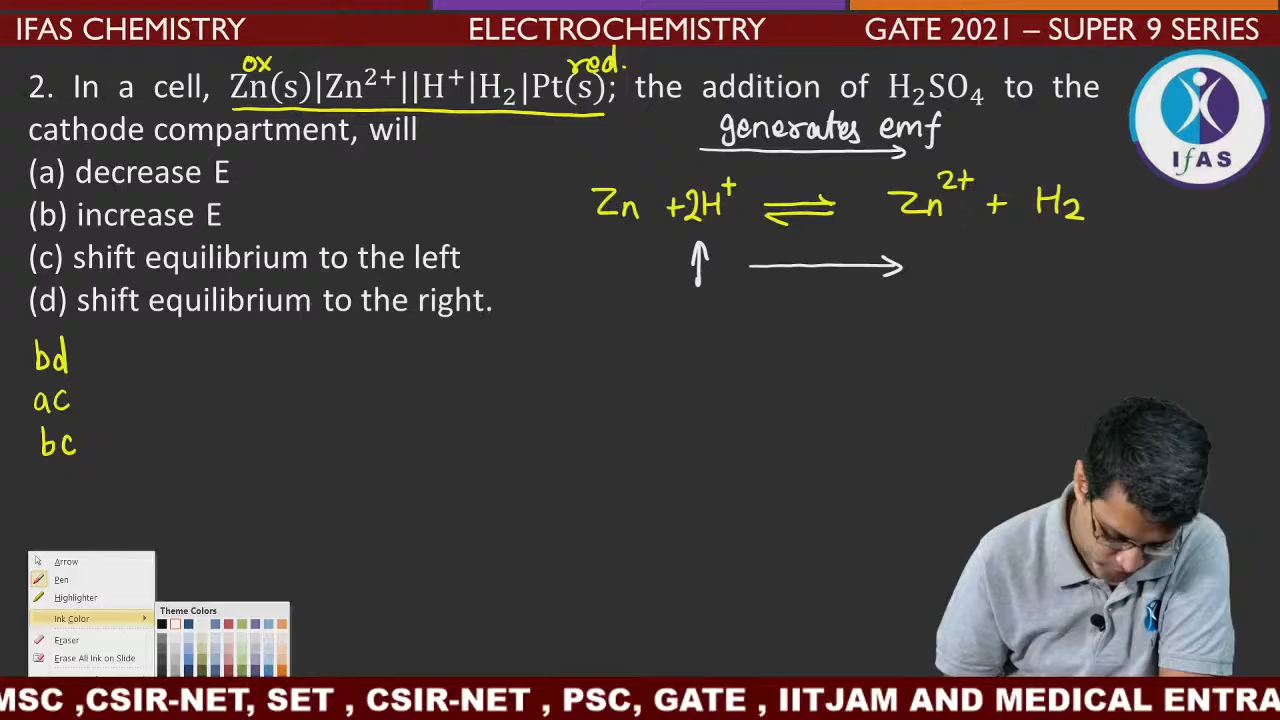 IFAS CHEMISTRY ELECTROCHEMISTRY GATE 2021 – SUPER 9 SERIES
ox red.
2. In a cell, Zn(s)|Zn²⁺||H⁺|H₂|Pt(s); the addition of H₂SO₄ to the
cathode compartment, will
generates emf
IfAS
(a) decrease E
Zn +2H⁺ ⇌ Zn²⁺ + H₂
(b) increase E
(c) shift equilibrium to the left
↑ →
(d) shift equilibrium to the right.
bd
ac
bc
Arrow
Pen
Highlighter
Ink Color
Theme Colors
Eraser
Erase All Ink on Slide
MSC ,CSIR-NET, SET , CSIR-NET , PSC, GATE , IITJAM AND MEDICAL ENTRA